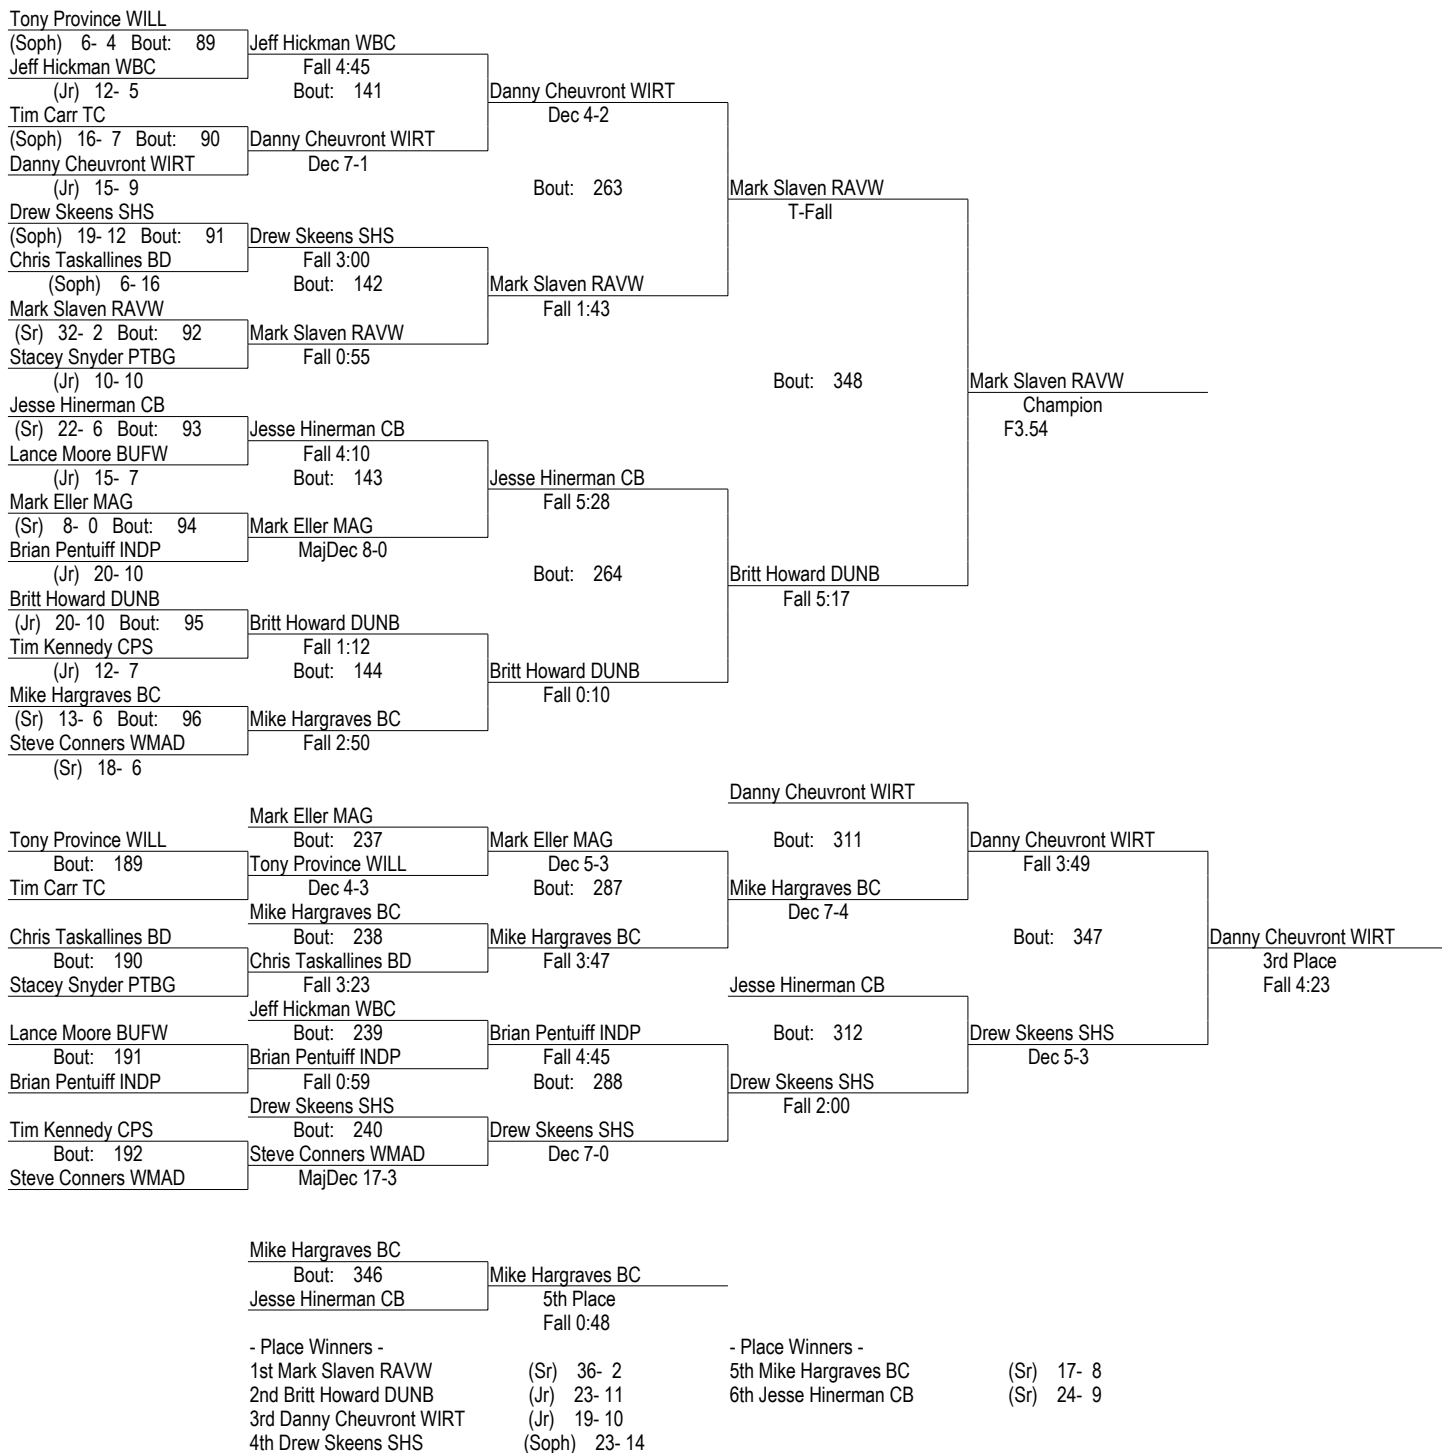 Tony Province WILL
(Soph) 6- 4 Bout: 89 Jeff Hickman WBC
Jeff Hickman WBC Fall 4:45
(Jr) 12- 5 Bout: 141 Danny Cheuvront WIRT
Tim Carr TC Dec 4-2
(Soph) 16- 7 Bout: 90 Danny Cheuvront WIRT
Danny Cheuvront WIRT Dec 7-1
(Jr) 15- 9 Bout: 263 Mark Slaven RAVW
Drew Skeens SHS T-Fall
(Soph) 19- 12 Bout: 91 Drew Skeens SHS
Chris Taskallines BD Fall 3:00
(Soph) 6- 16 Bout: 142 Mark Slaven RAVW
Mark Slaven RAVW Fall 1:43
(Sr) 32- 2 Bout: 92 Mark Slaven RAVW
Stacey Snyder PTBG Fall 0:55
(Jr) 10- 10 Bout: 348 Mark Slaven RAVW
Jesse Hinerman CB Champion
(Sr) 22- 6 Bout: 93 Jesse Hinerman CB F3.54
Lance Moore BUFW Fall 4:10
(Jr) 15- 7 Bout: 143 Jesse Hinerman CB
Mark Eller MAG Fall 5:28
(Sr) 8- 0 Bout: 94 Mark Eller MAG
Brian Pentuiff INDP MajDec 8-0
(Jr) 20- 10 Bout: 264 Britt Howard DUNB
Britt Howard DUNB Fall 5:17
(Jr) 20- 10 Bout: 95 Britt Howard DUNB
Tim Kennedy CPS Fall 1:12
(Jr) 12- 7 Bout: 144 Britt Howard DUNB
Mike Hargraves BC Fall 0:10
(Sr) 13- 6 Bout: 96 Mike Hargraves BC
Steve Conners WMAD Fall 2:50
(Sr) 18- 6
Danny Cheuvront WIRT
Mark Eller MAG
Tony Province WILL Bout: 237 Mark Eller MAG Bout: 311 Danny Cheuvront WIRT
Bout: 189 Tony Province WILL Dec 5-3 Fall 3:49
Tim Carr TC Dec 4-3 Bout: 287 Mike Hargraves BC
Mike Hargraves BC Dec 7-4
Chris Taskallines BD Bout: 238 Mike Hargraves BC Bout: 347 Danny Cheuvront WIRT
Bout: 190 Chris Taskallines BD Fall 3:47 3rd Place
Stacey Snyder PTBG Fall 3:23 Jesse Hinerman CB Fall 4:23
Jeff Hickman WBC
Lance Moore BUFW Bout: 239 Brian Pentuiff INDP Bout: 312 Drew Skeens SHS
Bout: 191 Brian Pentuiff INDP Fall 4:45 Dec 5-3
Brian Pentuiff INDP Fall 0:59 Bout: 288 Drew Skeens SHS
Drew Skeens SHS Fall 2:00
Tim Kennedy CPS Bout: 240 Drew Skeens SHS
Bout: 192 Steve Conners WMAD Dec 7-0
Steve Conners WMAD MajDec 17-3
Mike Hargraves BC
Bout: 346 Mike Hargraves BC
Jesse Hinerman CB 5th Place
Fall 0:48
- Place Winners - - Place Winners -
1st Mark Slaven RAVW (Sr) 36- 2 5th Mike Hargraves BC (Sr) 17- 8
2nd Britt Howard DUNB (Jr) 23- 11 6th Jesse Hinerman CB (Sr) 24- 9
3rd Danny Cheuvront WIRT (Jr) 19- 10
4th Drew Skeens SHS (Soph) 23- 14